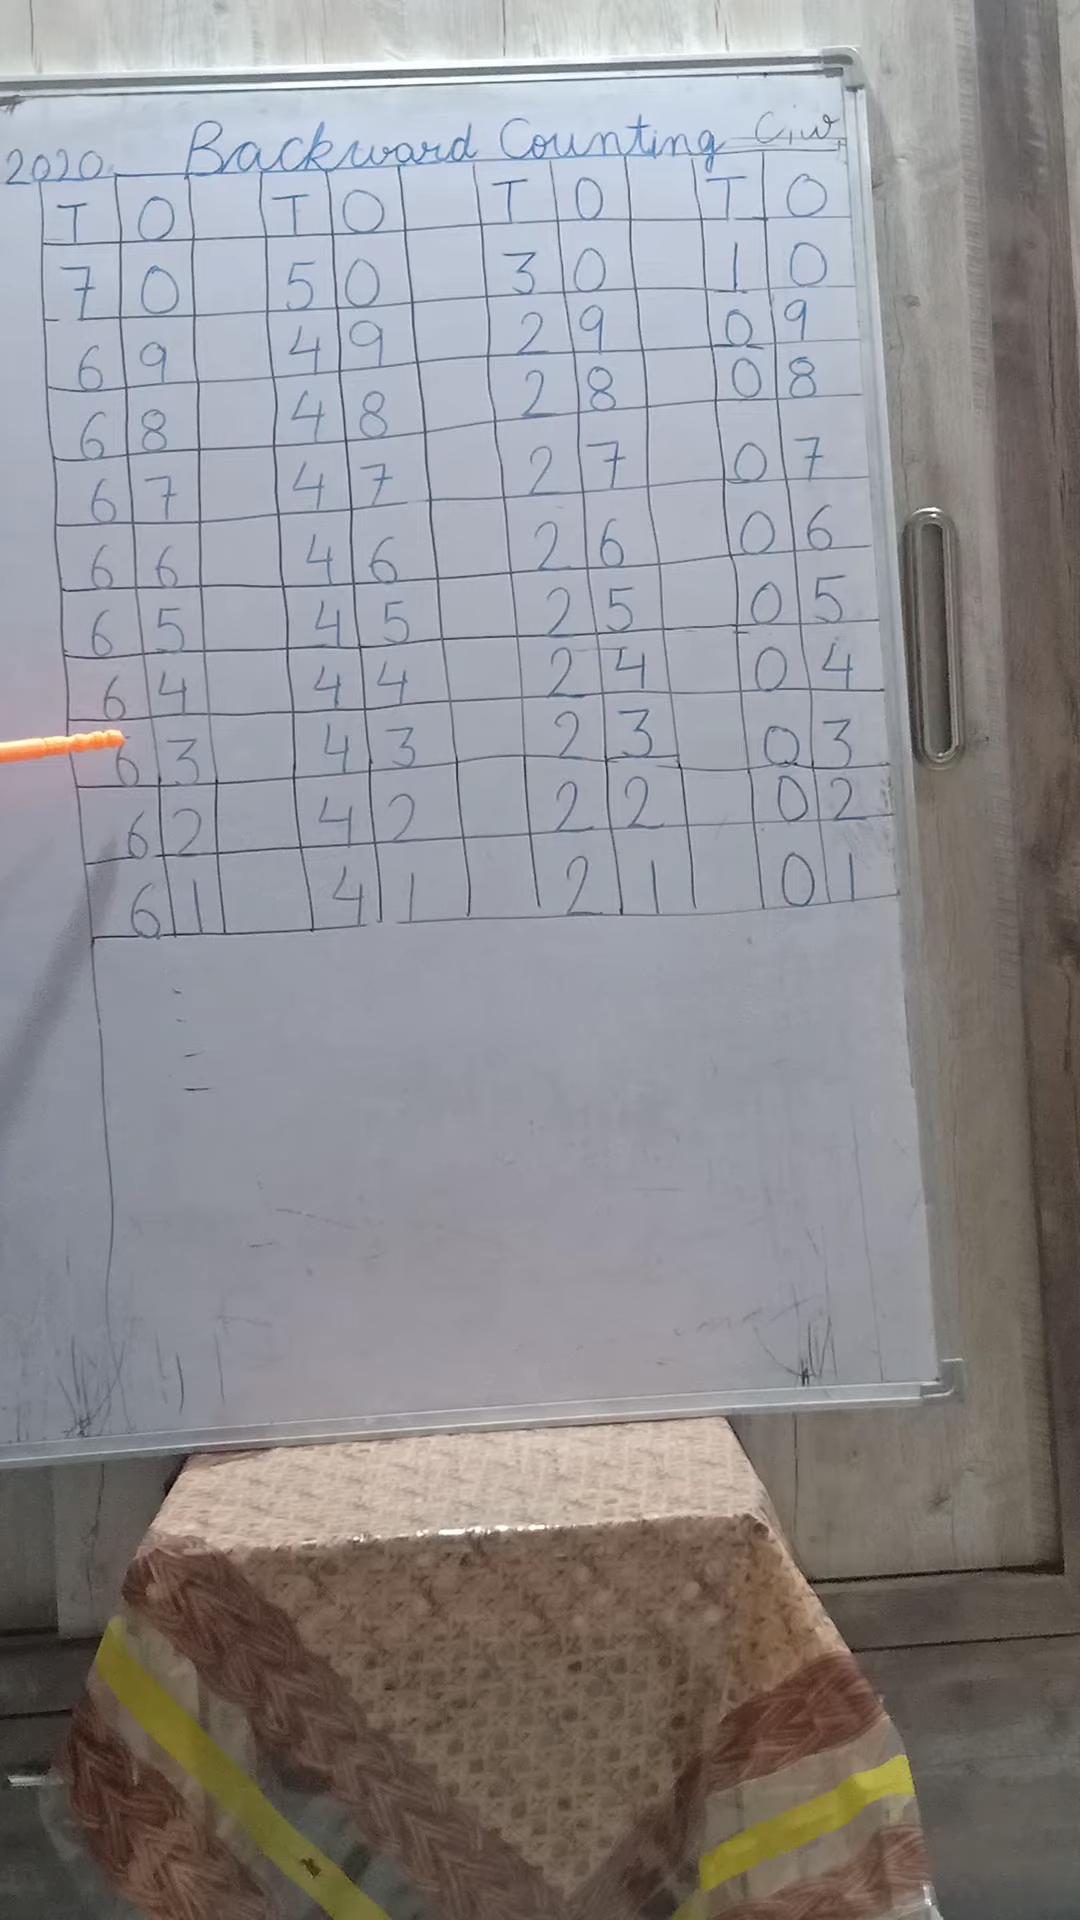 2020. Backward Counting C.W
T O T O T O T O
7 0 5 0 3 0 1 0
6 9 4 9 2 9 0 9
6 8 4 8 2 8 0 8
6 7 4 7 2 7 0 7
6 6 4 6 2 6 0 6
6 5 4 5 2 5 0 5
6 4 4 4 2 4 0 4
6 3 4 3 2 3 0 3
6 2 4 2 2 2 0 2
6 1 4 1 2 1 0 1